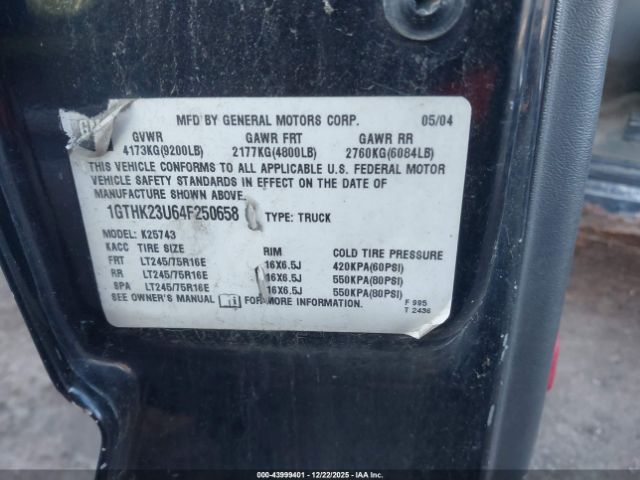 GM
MFD BY GENERAL MOTORS CORP. 05/04
GVWR GAWR FRT GAWR RR
4173KG(9200LB) 2177KG(4800LB) 2760KG(6084LB)
THIS VEHICLE CONFORMS TO ALL APPLICABLE U.S. FEDERAL MOTOR
VEHICLE SAFETY STANDARDS IN EFFECT ON THE DATE OF
MANUFACTURE SHOWN ABOVE.
1GTHK23U64F250658 TYPE: TRUCK
MODEL: K25743
KACC TIRE SIZE RIM COLD TIRE PRESSURE
FRT LT245/75R16E 16X6.5J 420KPA(60PSI)
RR LT245/75R16E 16X6.5J 550KPA(80PSI)
SPA LT245/75R16E 16X6.5J 550KPA(80PSI)
SEE OWNER'S MANUAL FOR MORE INFORMATION.
F 995
T 2436
120-43999401 - 12/22/2025 - IAAI.com